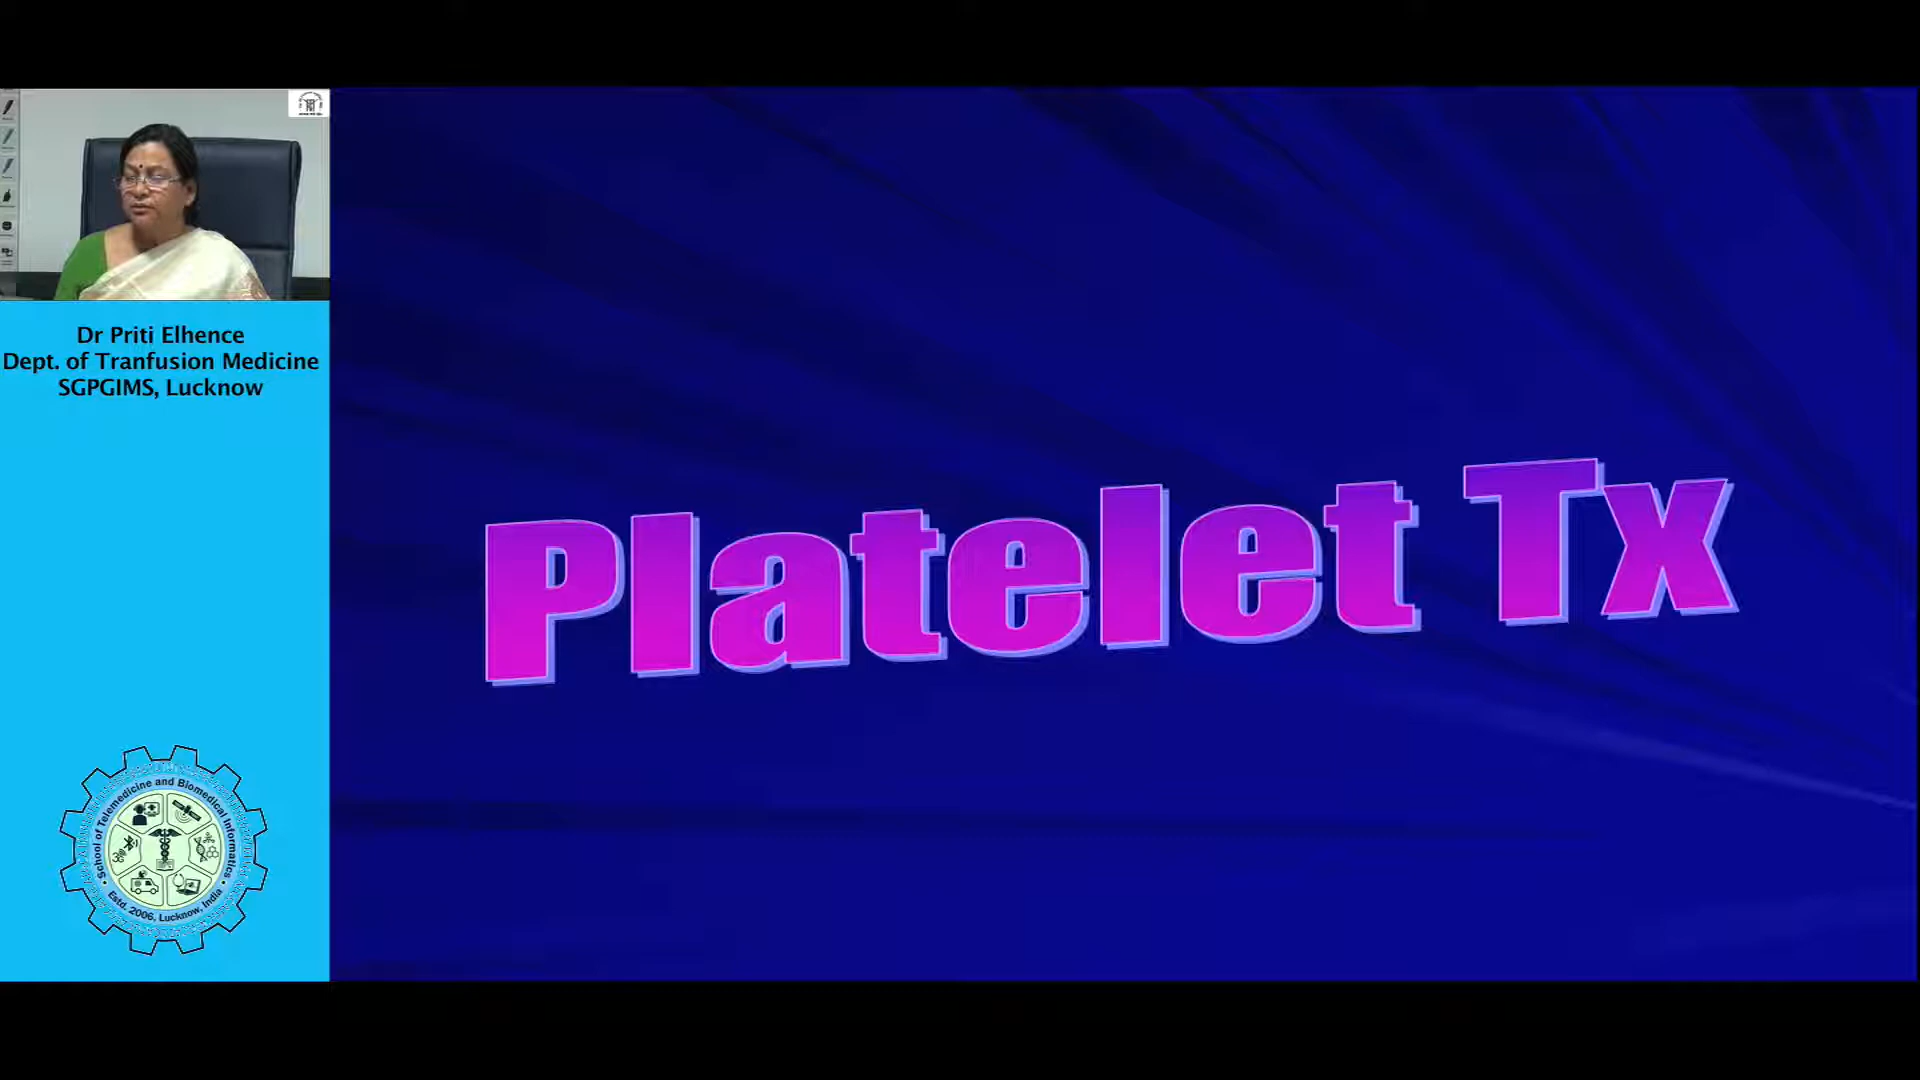 Dr Priti Elhence
Dept. of Tranfusion Medicine
SGPGIMS, Lucknow
Platelet Tx
School of Telemedicine and Biomedical Informatics
Estd. 2006, Lucknow, India
3G